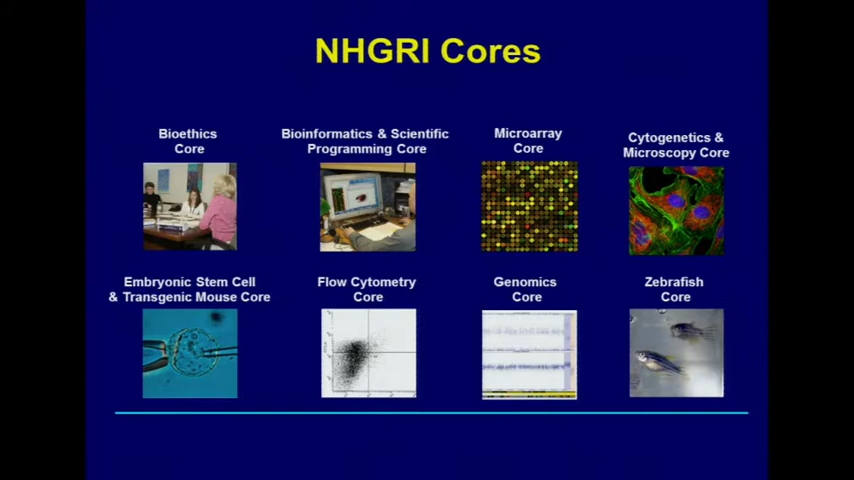 NHGRI Cores
Bioethics
Core
Bioinformatics & Scientific
Programming Core
Microarray
Core
Cytogenetics &
Microscopy Core
Embryonic Stem Cell
& Transgenic Mouse Core
Flow Cytometry
Core
Genomics
Core
Zebrafish
Core